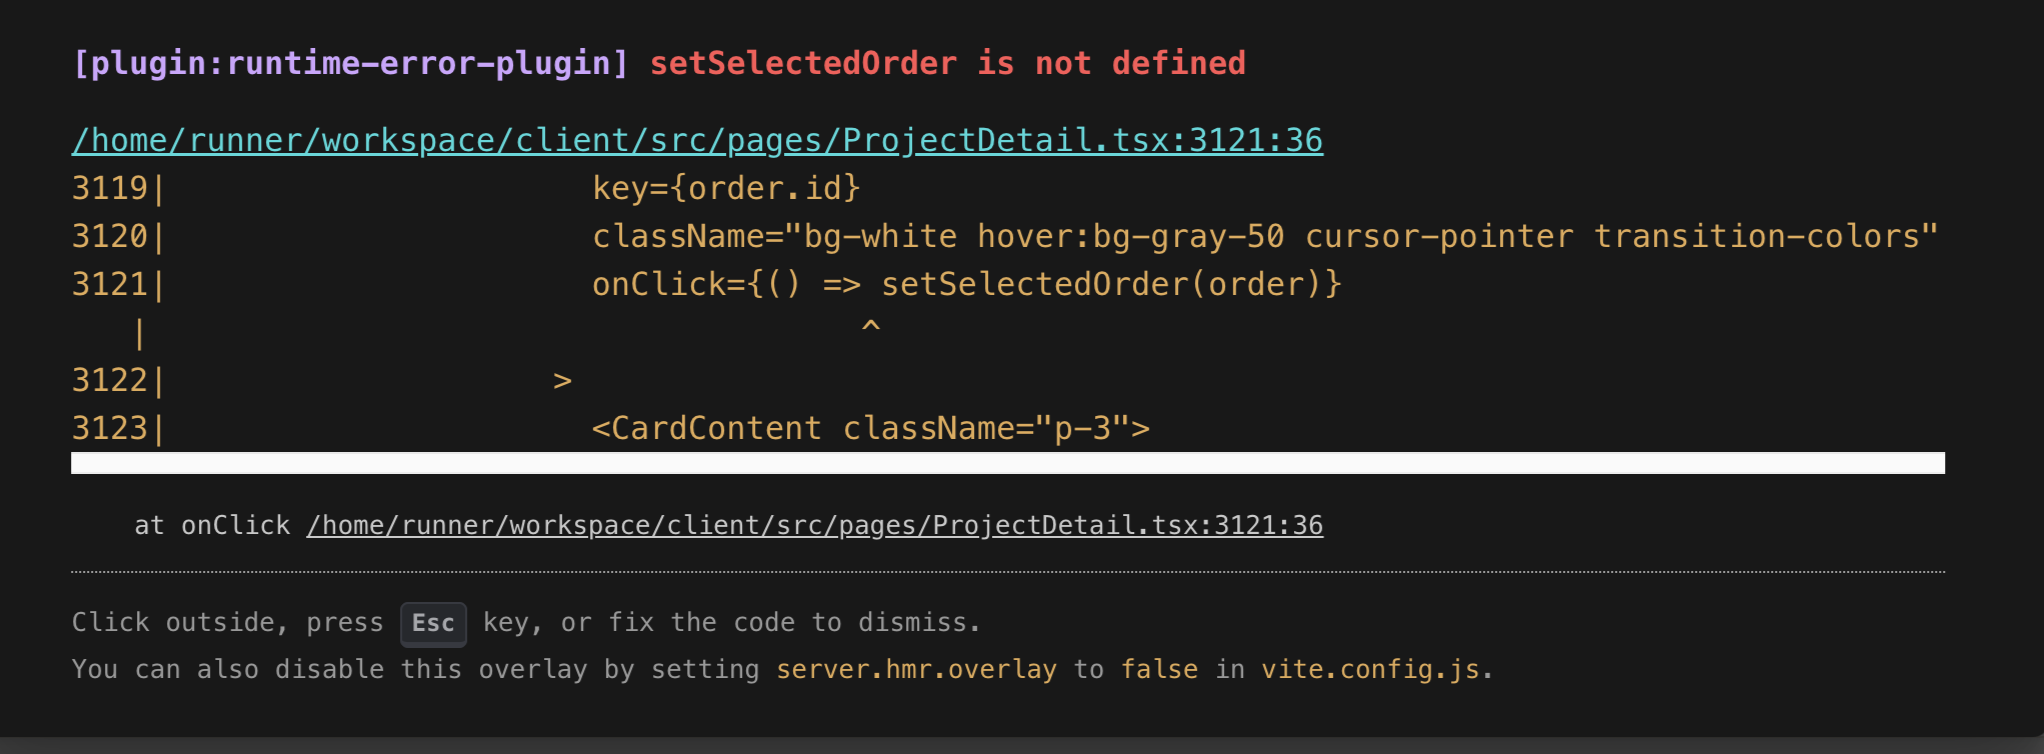 [plugin:runtime-error-plugin] setSelectedOrder is not defined
/home/runner/workspace/client/src/pages/ProjectDetail.tsx:3121:36
3119|                      key={order.id}
3120|                      className="bg-white hover:bg-gray-50 cursor-pointer transition-colors"
3121|                      onClick={() => setSelectedOrder(order)}
   |                                    ^
3122|                    >
3123|                      <CardContent className="p-3">
at onClick /home/runner/workspace/client/src/pages/ProjectDetail.tsx:3121:36
Click outside, press Esc key, or fix the code to dismiss.
You can also disable this overlay by setting server.hmr.overlay to false in vite.config.js.